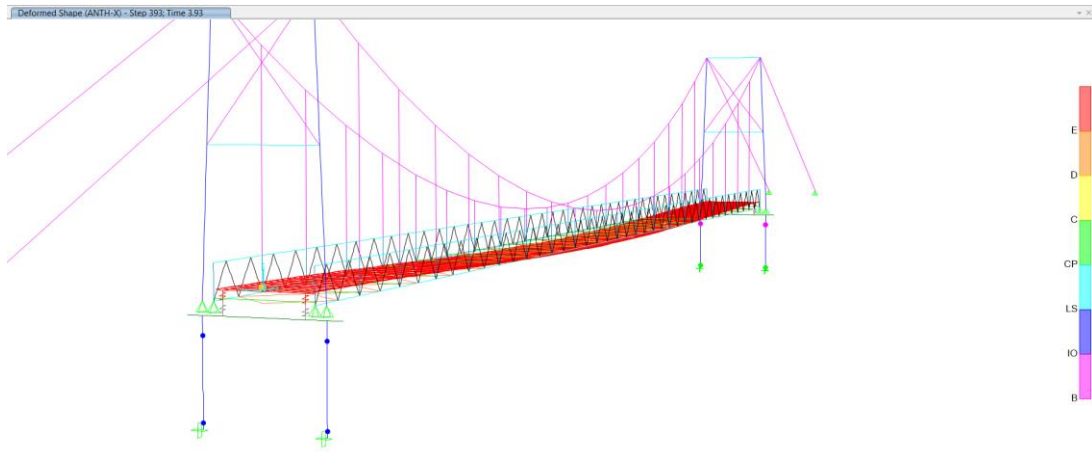 Deformed Shape (ANTH-X) - Step 393; Time 3.93
E
D
C
CP
LS
IO
B